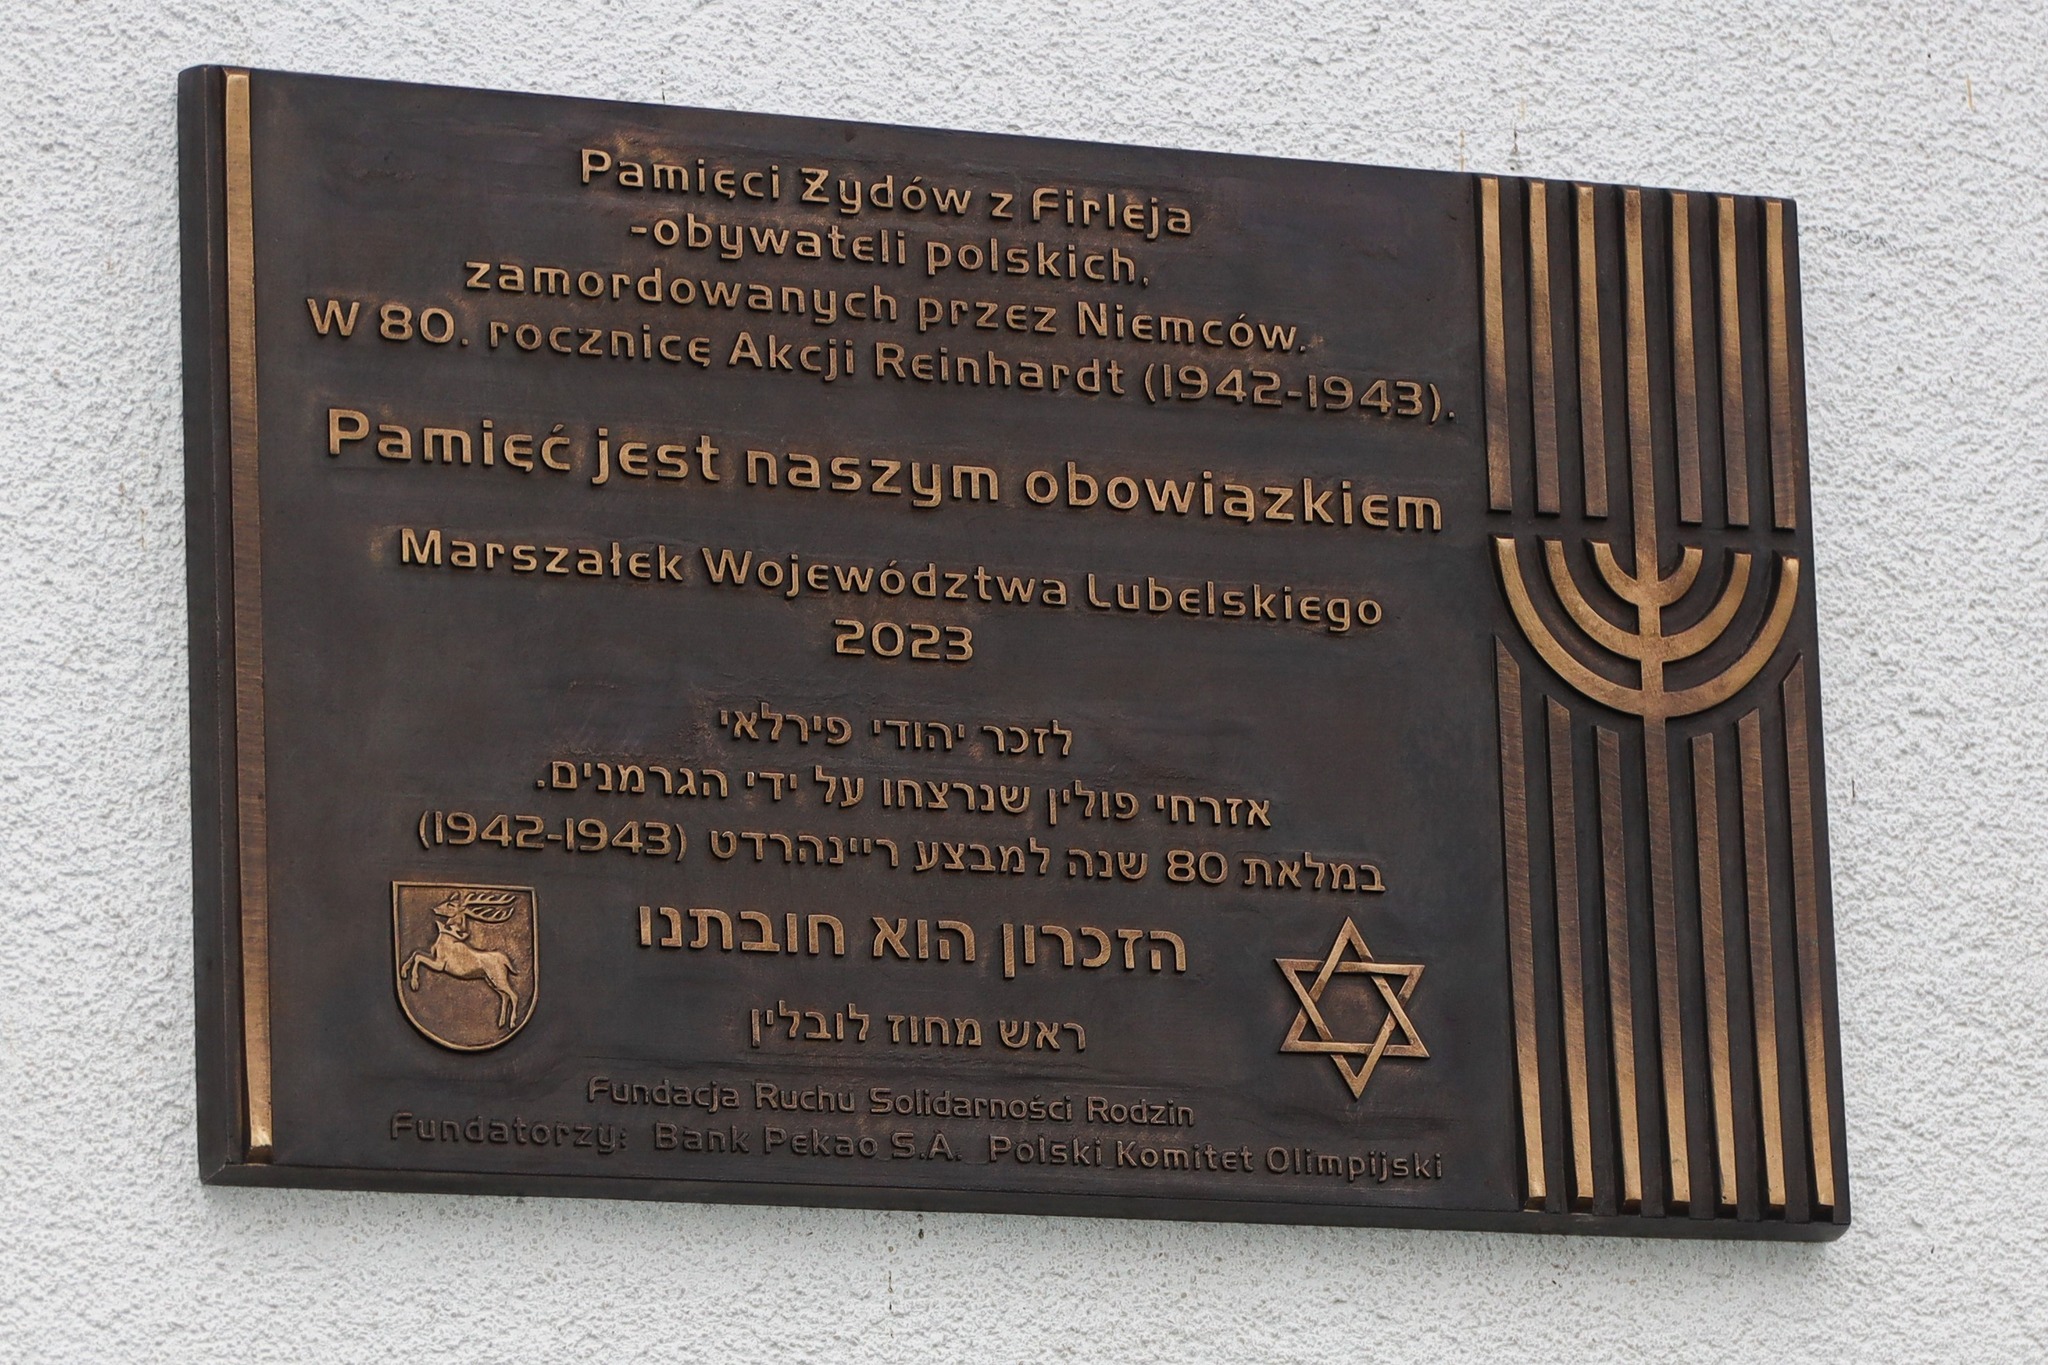 Pamięci Żydów z Firleja
-obywateli polskich,
zamordowanych przez Niemców.
W 80. rocznicę Akcji Reinhardt (1942-1943).
Pamięć jest naszym obowiązkiem
Marszałek Województwa Lubelskiego
2023
לזכר יהודי פירלאי
אזרחי פולין שנרצחו על ידי הגרמנים.
במלאת 80 שנה למבצע ריינהרדט (1942-1943)
הזכרון הוא חובתנו
ראש מחוז לובלין
Fundacja Ruchu Solidarności Rodzin
Fundatorzy: Bank Pekao S.A. Polski Komitet Olimpijski